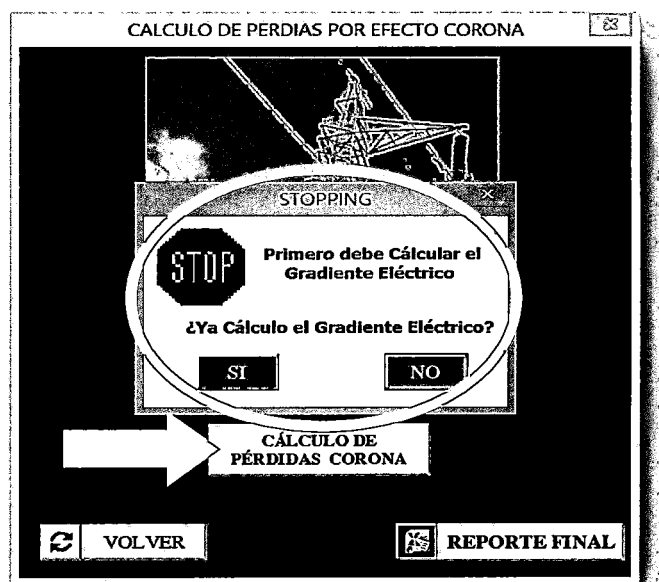 CALCULO DE PERDIAS POR EFECTO CORONA
STOPPING
STOP
Primero debe Cálcular el
Gradiente Eléctrico
¿Ya Cálculo el Gradiente Eléctrico?
SI
NO
CÁLCULO DE
PÉRDIDAS CORONA
VOLVER
REPORTE FINAL